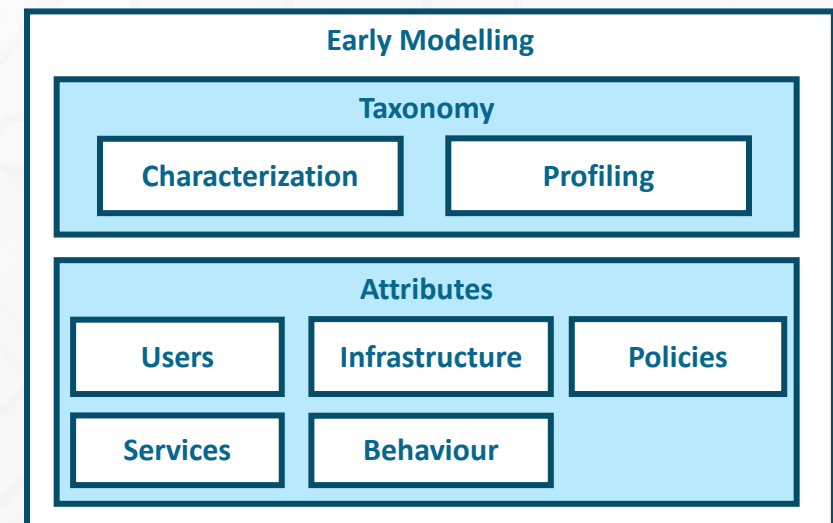 Early Modelling
Taxonomy
Characterization
Profiling
Attributes
Users
Infrastructure
Policies
Services
Behaviour